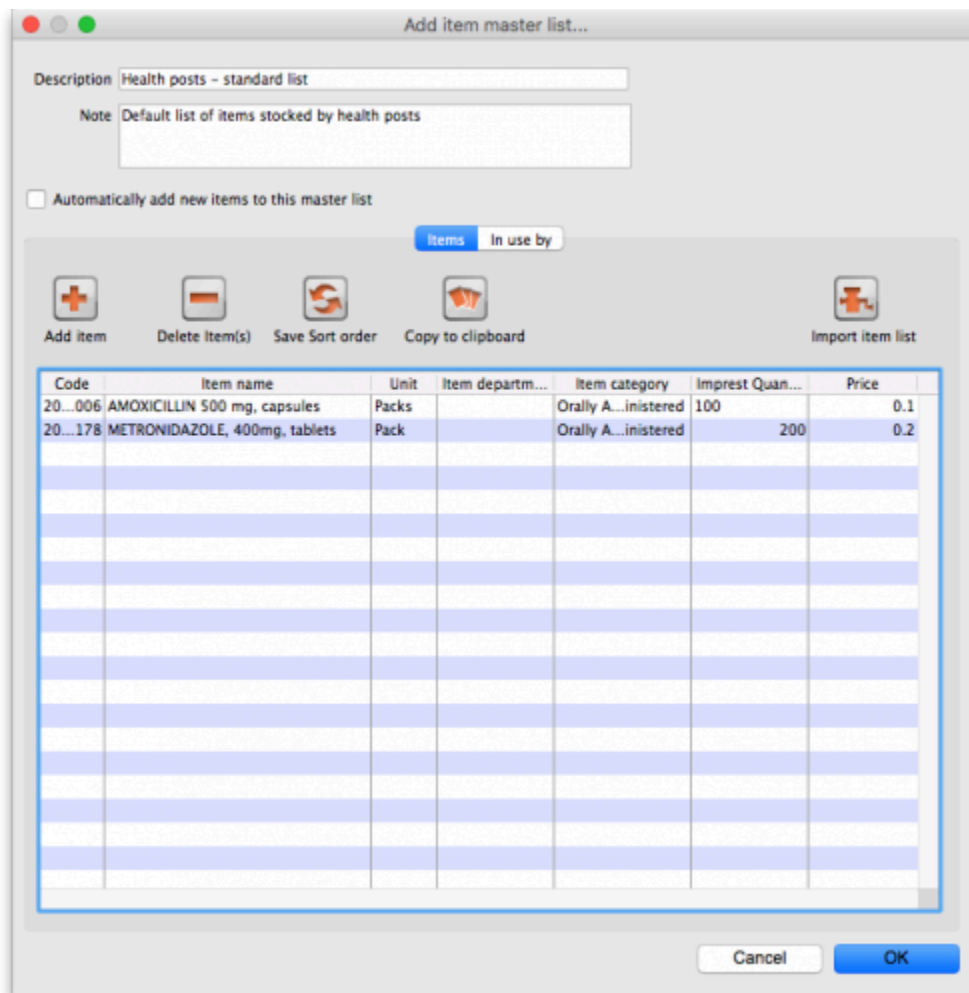 Add item master list...
Description Health posts – standard list
Note Default list of items stocked by health posts
Automatically add new items to this master list
Items In use by
Add item Delete Item(s) Save Sort order Copy to clipboard Import item list
Code Item name Unit Item departm... Item category Imprest Quan... Price
20...006 AMOXICILLIN 500 mg, capsules Packs Orally A...inistered 100 0.1
20...178 METRONIDAZOLE, 400mg, tablets Pack Orally A...inistered 200 0.2
Cancel OK